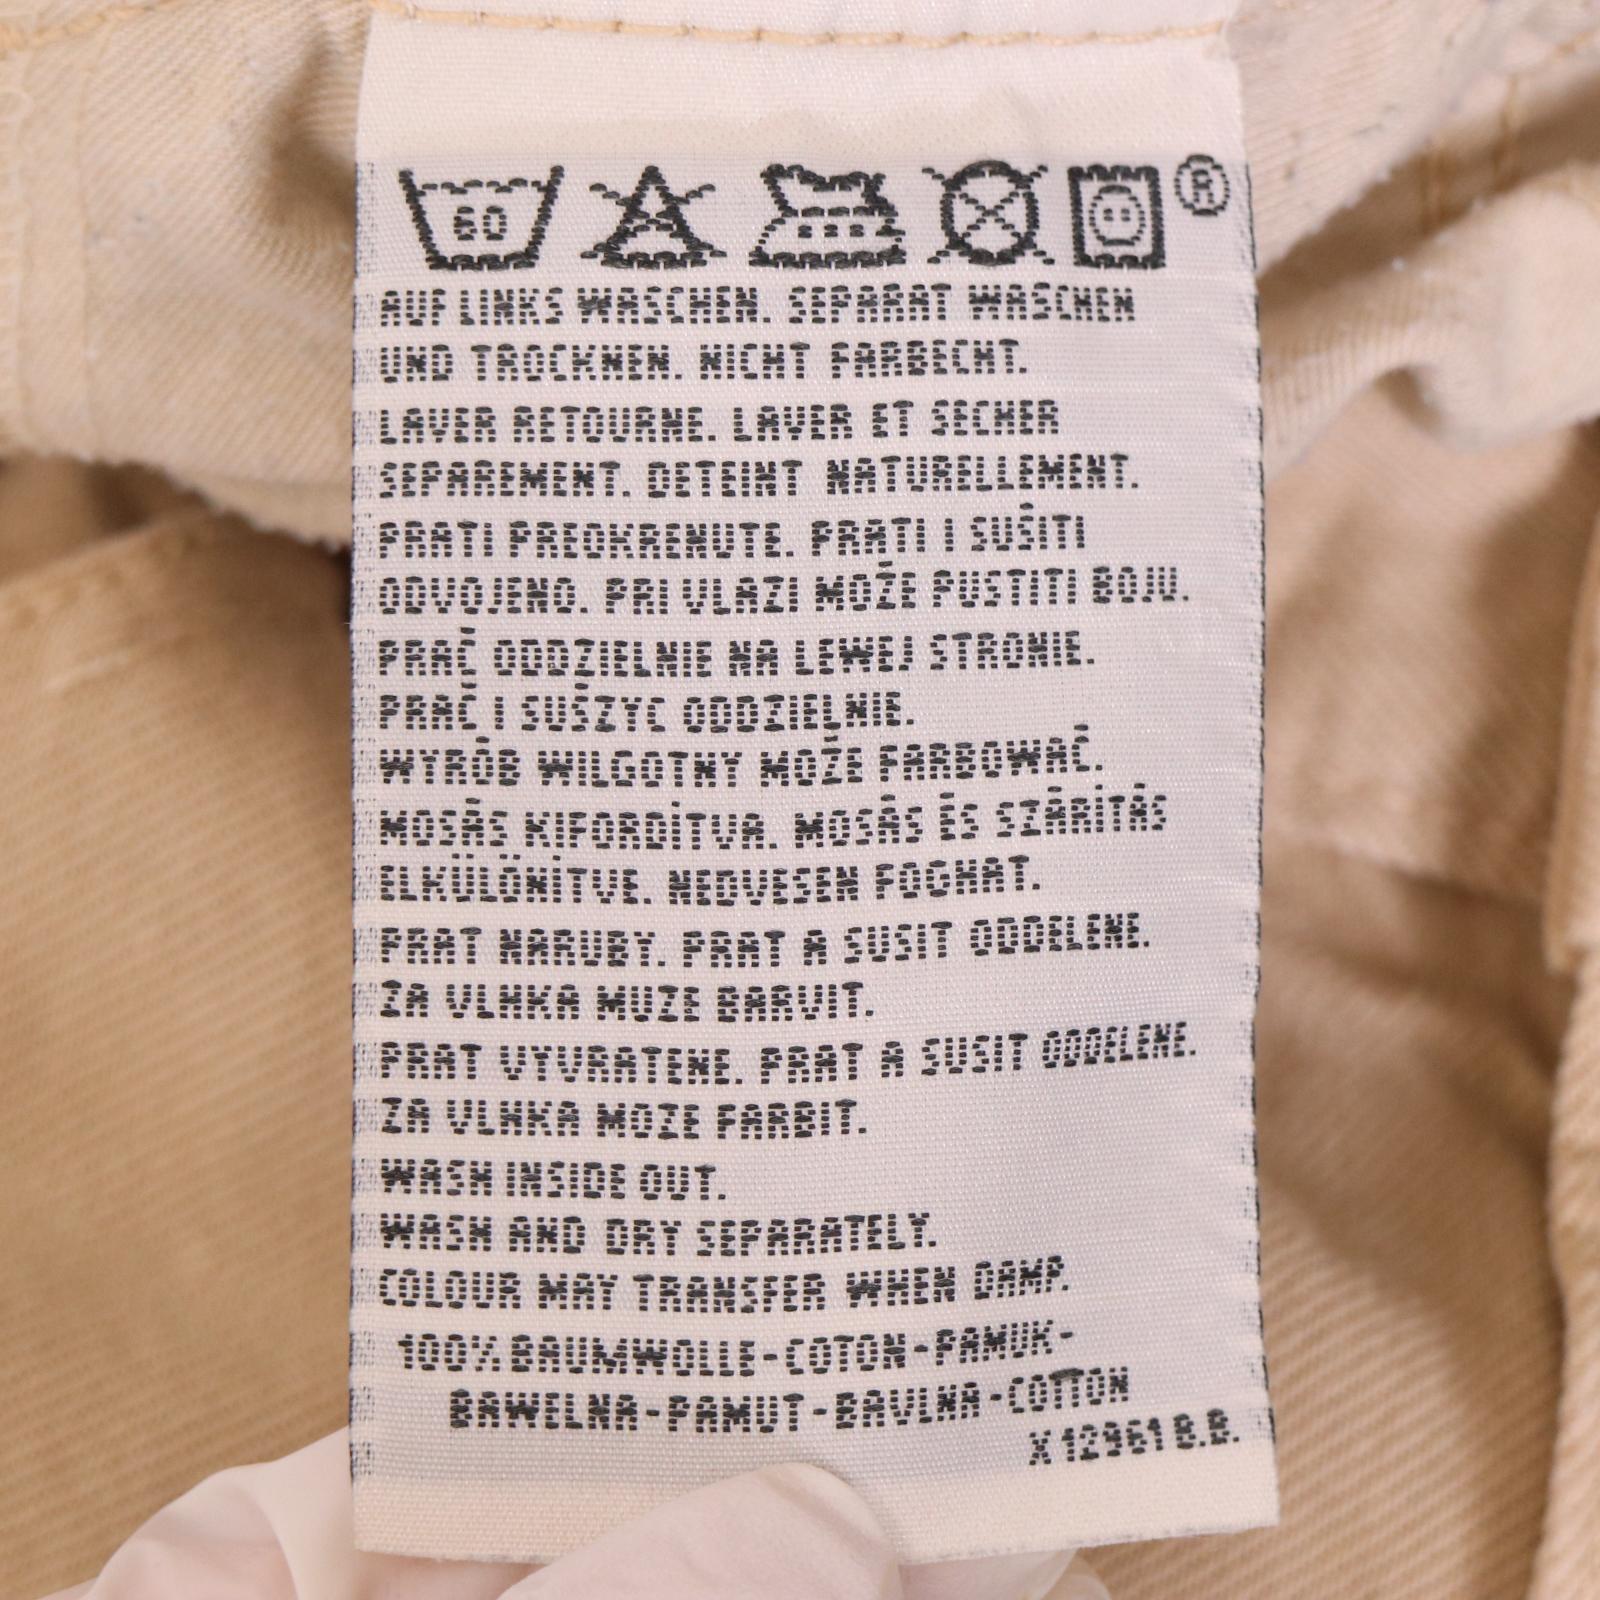 60
®
AUF LINKS WASCHEN. SEPARAT WASCHEN
UND TROCKNEN. NICHT FARBECHT.
LAVER RETOURNE. LAVER ET SECHER
SEPAREMENT. DETEINT NATURELLEMENT.
PRATI PREOKRENUTE. PRATI I SUŠITI
ODVOJENO. PRI VLAZI MOŽE PUSTITI BOJU.
PRAĆ ODDZIELNIE NA LEWEJ STRONIE.
PRAĆ I SUSZYC ODDZIELNIE.
WYRÓB WILGOTNY MOŻE FARBOWAĆ.
MOSÁS KIFORDÍTVA. MOSÁS ÉS SZÁRÍTÁS
ELKÜLÖNITVE. NEDVESEN FOGHAT.
PRAT NARUBY. PRAT A SUSIT ODDELENE.
ZA VLHKA MUZE BARVIT.
PRAT VYVRATENE. PRAT A SUSIT ODDELENE.
ZA VLHKA MOZE FARBIT.
WASH INSIDE OUT.
WASH AND DRY SEPARATELY.
COLOUR MAY TRANSFER WHEN DAMP.
100% BAUMWOLLE-COTON-PAMUK-
BAWELNA-PAMUT-BAVLNA-COTTON
X 12961 B.B.